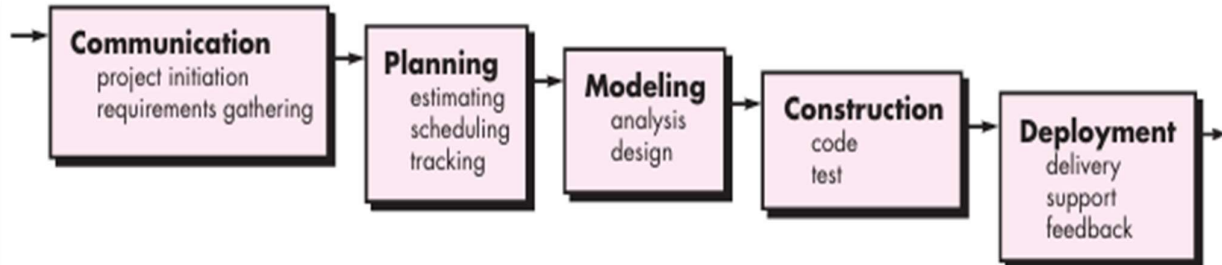 Communication
project initiation
requirements gathering
Planning
estimating
scheduling
tracking
Modeling
analysis
design
Construction
code
test
Deployment
delivery
support
feedback